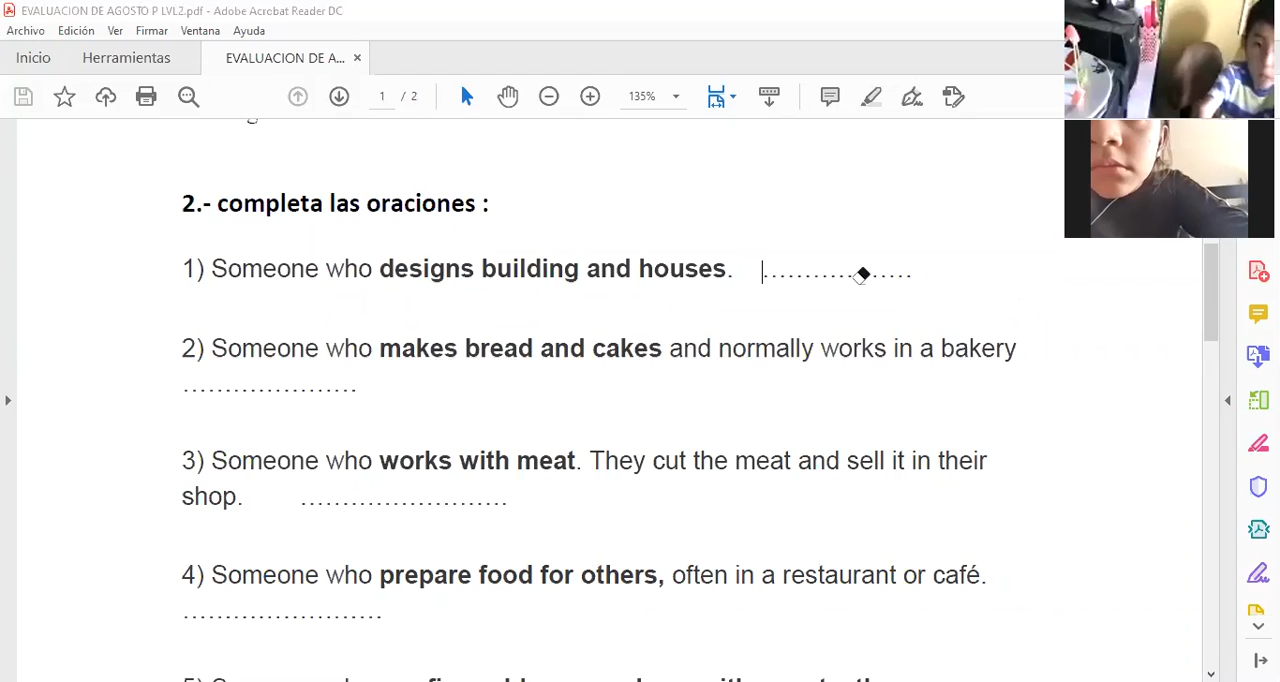 EVALUACION DE AGOSTO P LVL2.pdf - Adobe Acrobat Reader DC
Archivo Edición Ver Firmar Ventana Ayuda
Inicio Herramientas EVALUACION DE A... ×
1 / 2 135%
2.- completa las oraciones :
1) Someone who designs building and houses. ..................
2) Someone who makes bread and cakes and normally works in a bakery
.....................
3) Someone who works with meat. They cut the meat and sell it in their
shop. .........................
4) Someone who prepare food for others, often in a restaurant or café.
........................